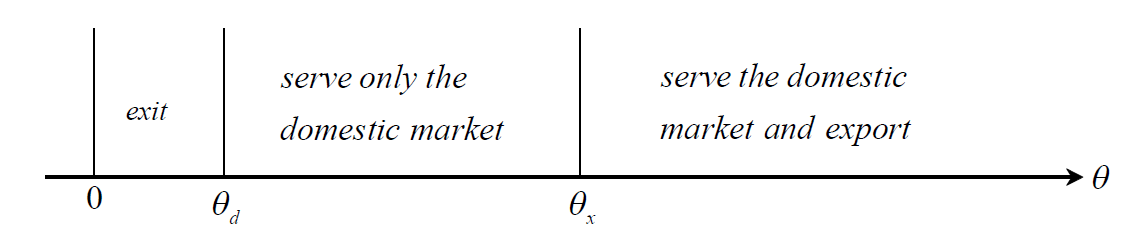 exit
serve only the
domestic market
serve the domestic
market and export
0
θd
θx
θ